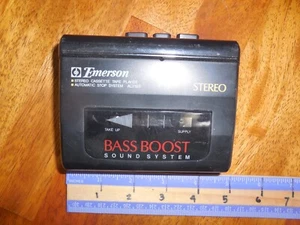 Emerson
STEREO CASSETTE TAPE PLAYER
AUTOMATIC STOP SYSTEM
STEREO
TAKE UP
SUPPLY
BASS BOOST
SOUND SYSTEM
1 2 3 4 5 6 7